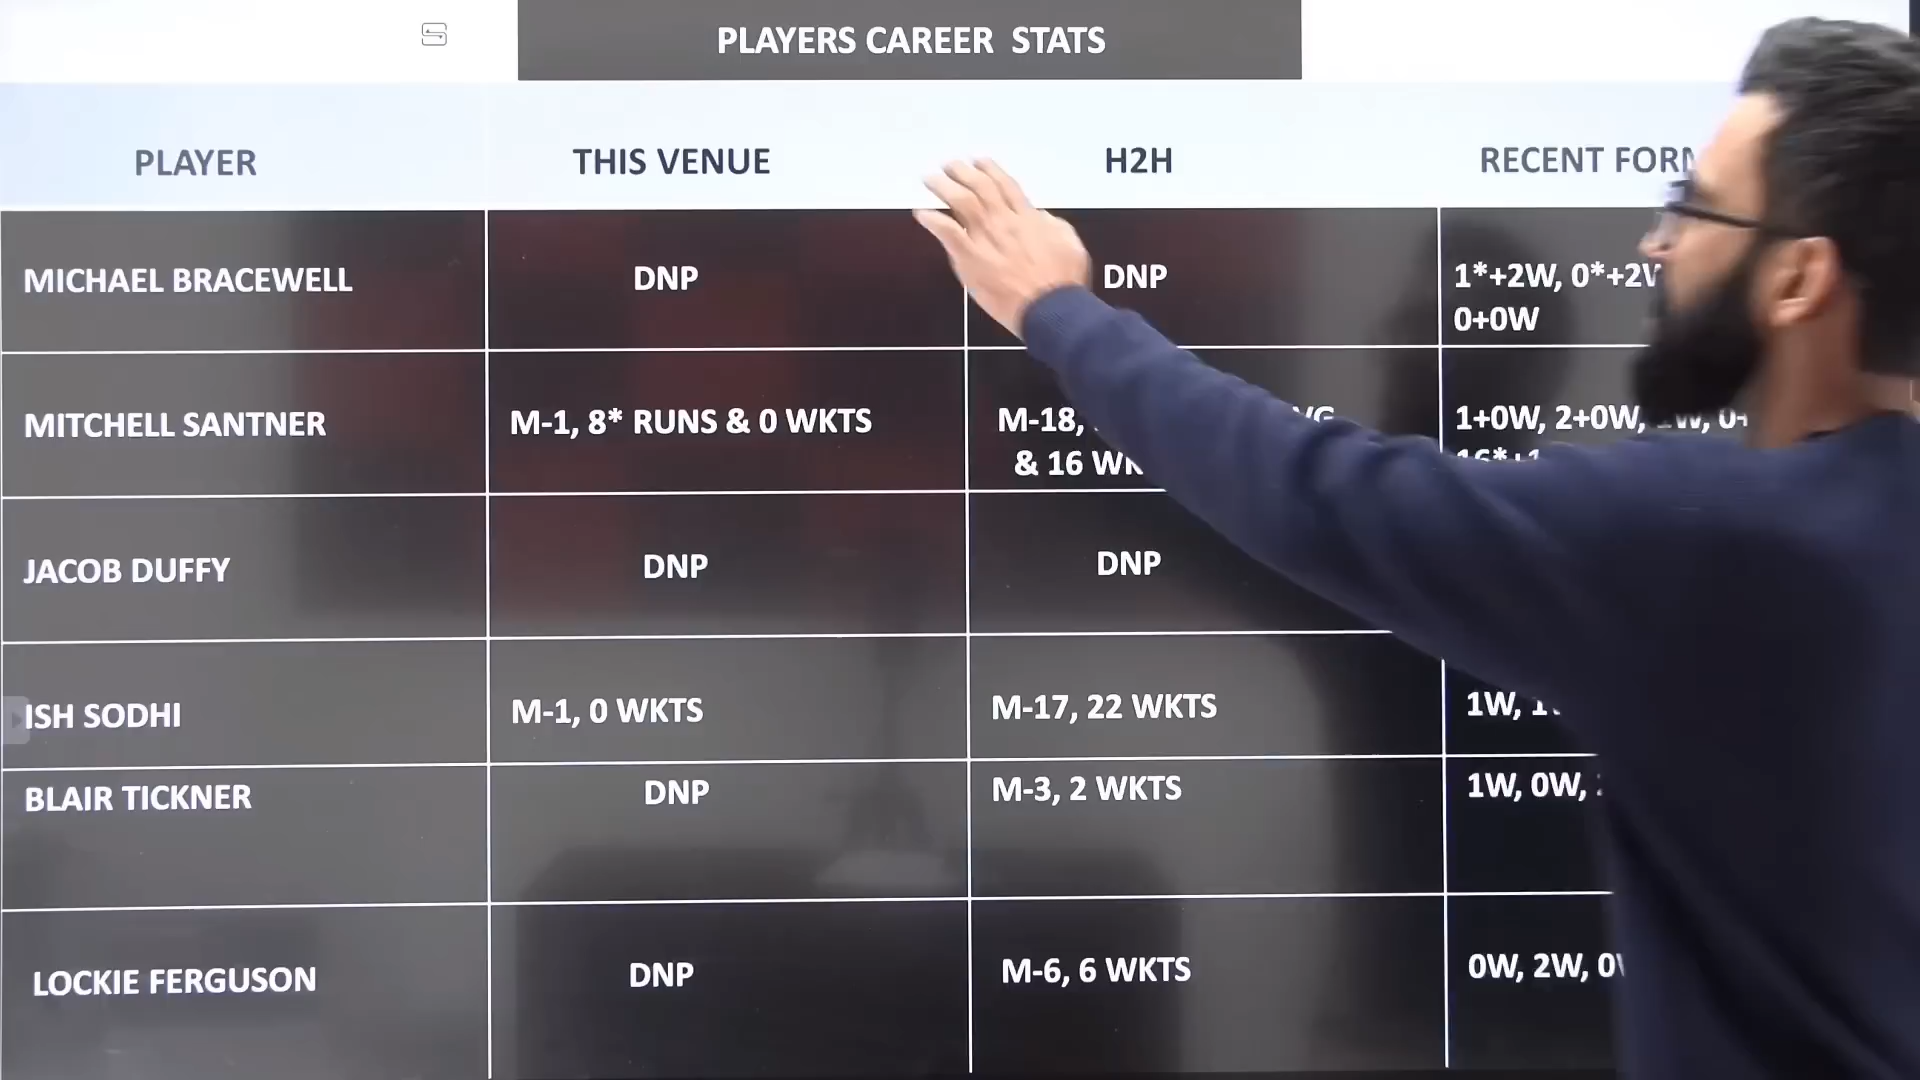 PLAYERS CAREER STATS
PLAYER THIS VENUE H2H RECENT
MICHAEL BRACEWELL DNP DNP 1*+2W,
0+0W
MITCHELL SANTNER M-1, 8* RUNS & 0 WKTS M-18, 1+0W, 2+0W,
& 16
JACOB DUFFY DNP DNP
ISH SODHI M-1, 0 WKTS M-17, 22 WKTS 1W,
BLAIR TICKNER DNP M-3, 2 WKTS 1W, 0W,
LOCKIE FERGUSON DNP M-6, 6 WKTS 0W, 2W,